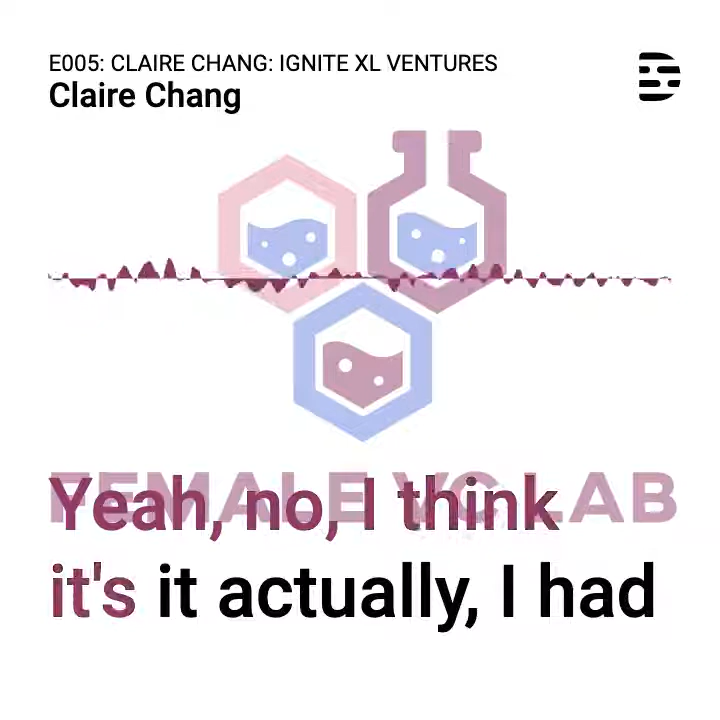 E005: CLAIRE CHANG: IGNITE XL VENTURES
Claire Chang
FEMALE VC LAB
Yeah, no, I think
it's it actually, I had